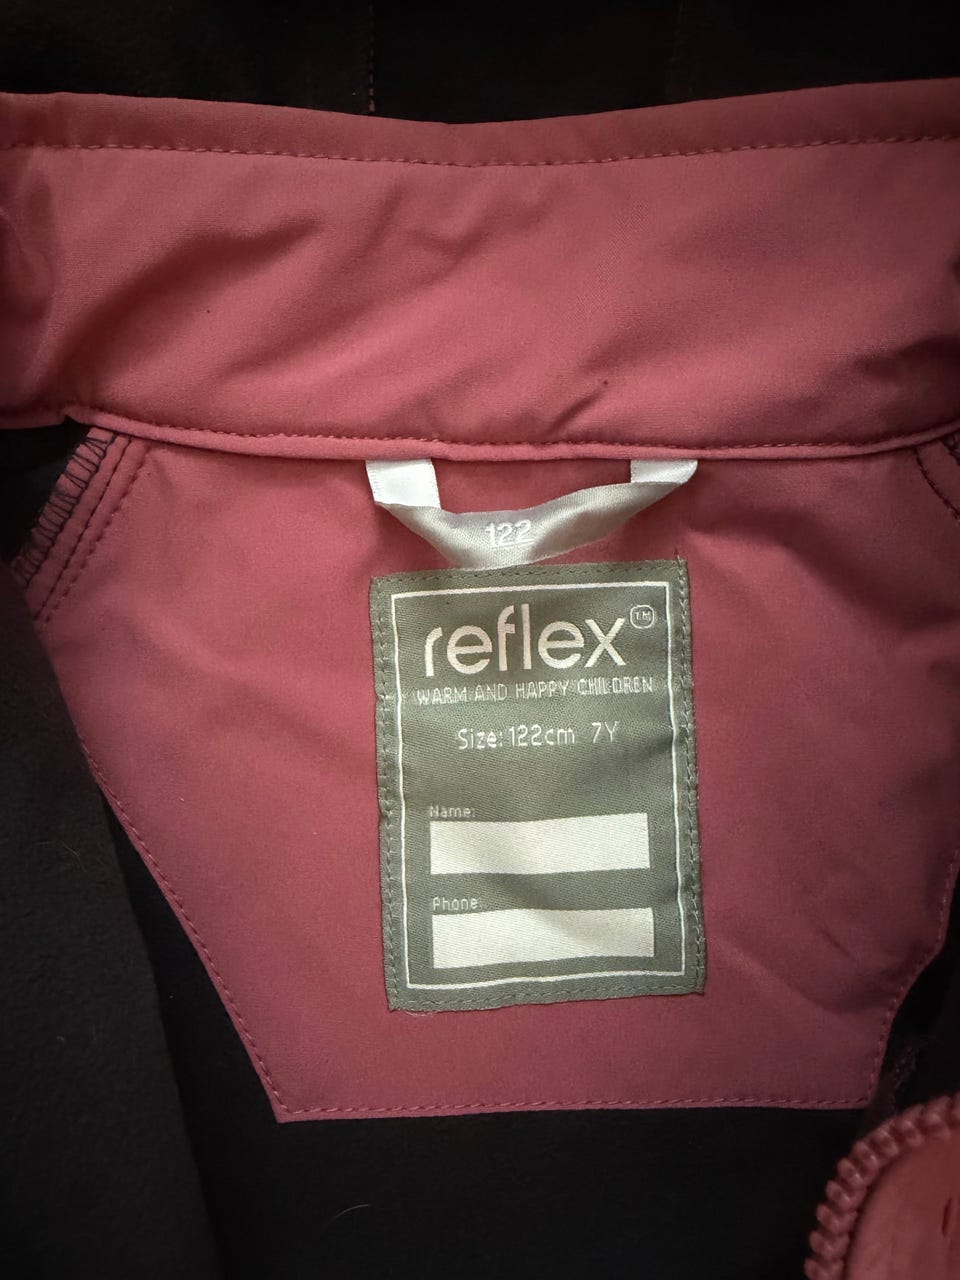 122
reflex™
WARM AND HAPPY CHILDREN
Size: 122cm 7Y
Name:
Phone: